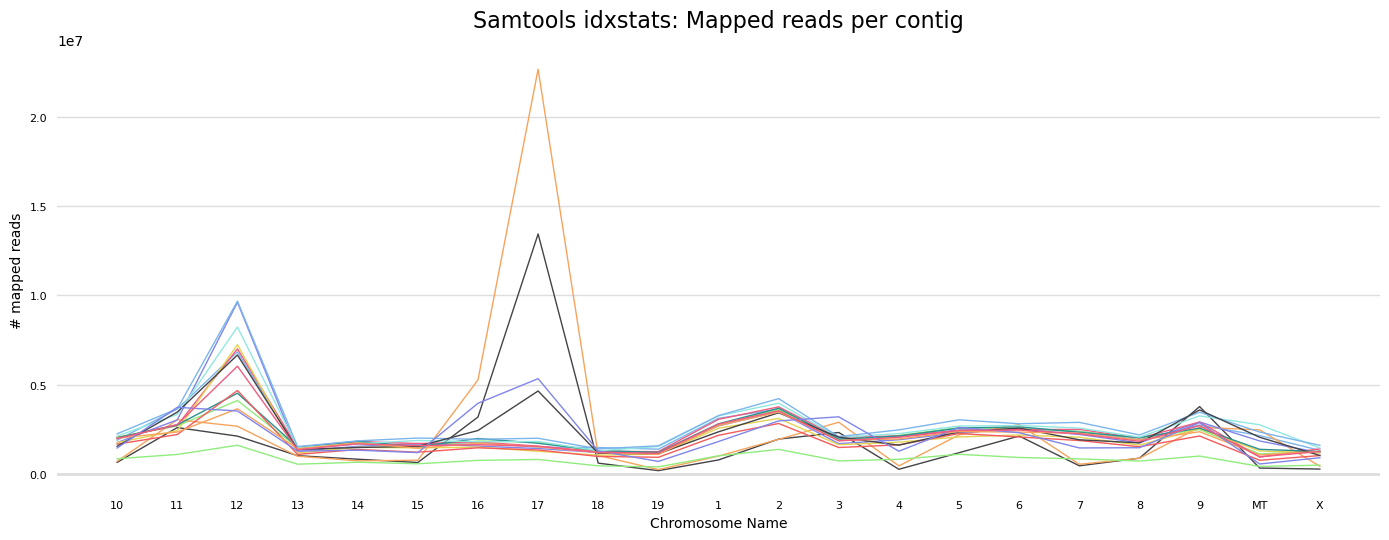 Samtools idxstats: Mapped reads per contig
1e7
2.0
1.5
1.0
0.5
0.0
# mapped reads
10 11 12 13 14 15 16 17 18 19 1 2 3 4 5 6 7 8 9 MT X
Chromosome Name